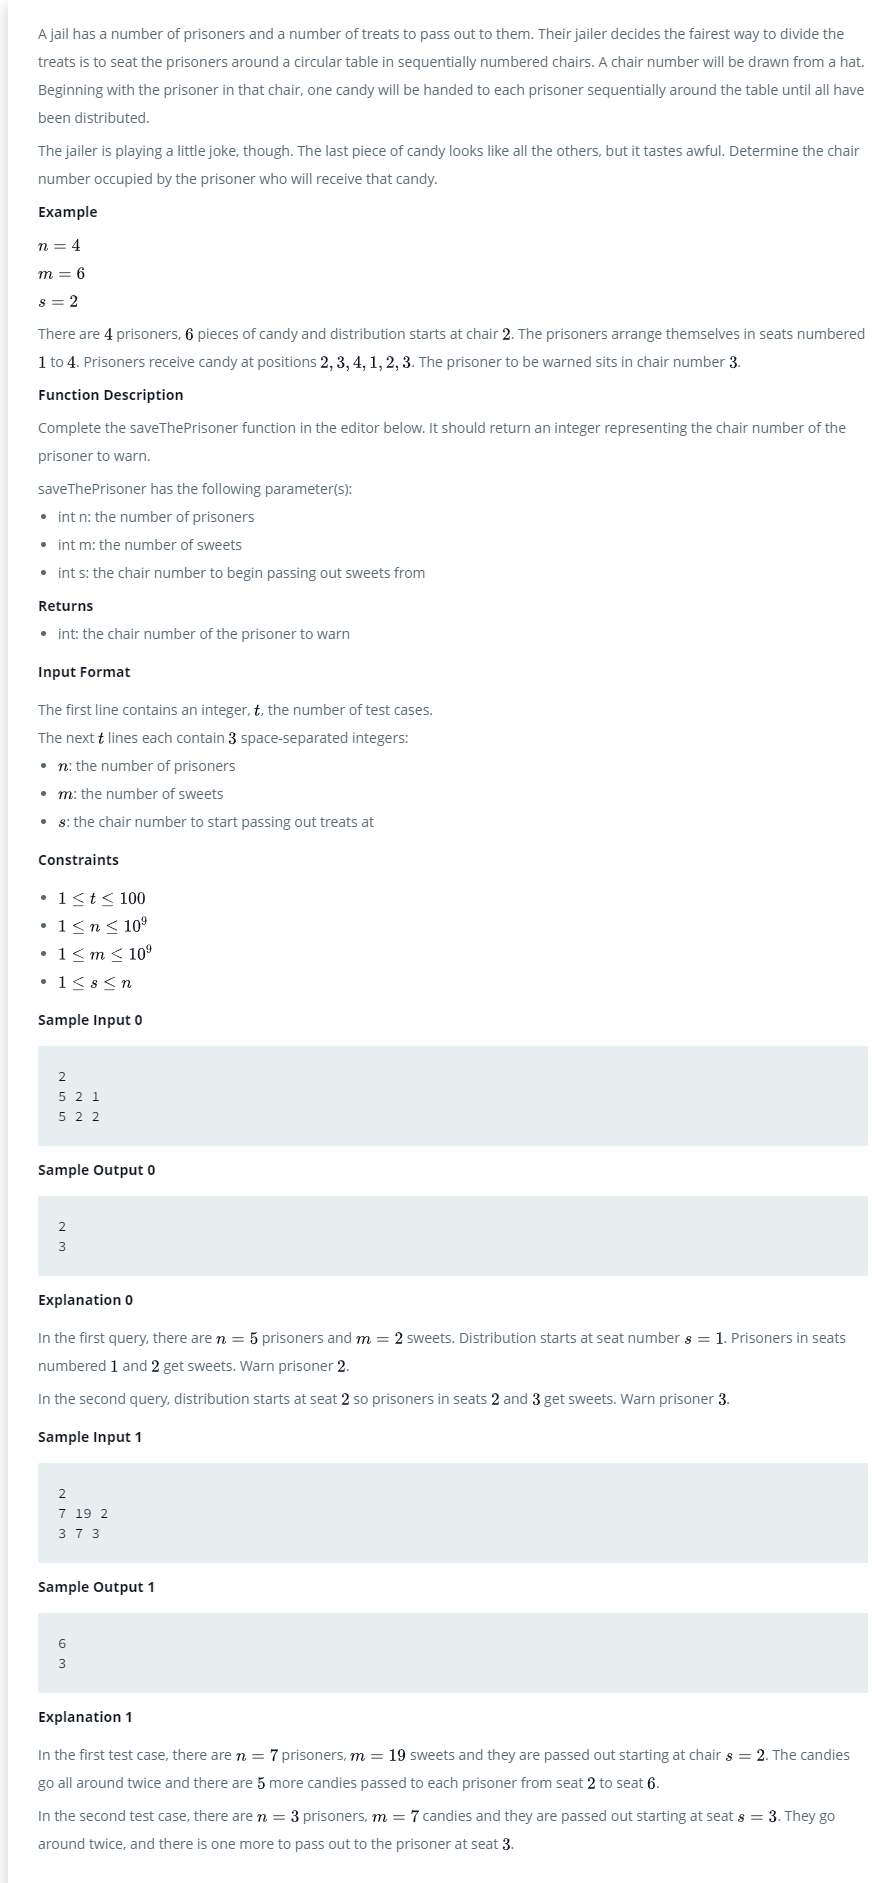 A jail has a number of prisoners and a number of treats to pass out to them. Their jailer decides the fairest way to divide the
treats is to seat the prisoners around a circular table in sequentially numbered chairs. A chair number will be drawn from a hat.
Beginning with the prisoner in that chair, one candy will be handed to each prisoner sequentially around the table until all have
been distributed.
The jailer is playing a little joke, though. The last piece of candy looks like all the others, but it tastes awful. Determine the chair
number occupied by the prisoner who will receive that candy.
Example
n = 4
m = 6
s = 2
There are 4 prisoners, 6 pieces of candy and distribution starts at chair 2. The prisoners arrange themselves in seats numbered
1 to 4. Prisoners receive candy at positions 2, 3, 4, 1, 2, 3. The prisoner to be warned sits in chair number 3.
Function Description
Complete the saveThePrisoner function in the editor below. It should return an integer representing the chair number of the
prisoner to warn.
saveThePrisoner has the following parameter(s):
• int n: the number of prisoners
• int m: the number of sweets
• int s: the chair number to begin passing out sweets from
Returns
• int: the chair number of the prisoner to warn
Input Format
The first line contains an integer, t, the number of test cases.
The next t lines each contain 3 space-separated integers:
• n: the number of prisoners
• m: the number of sweets
• s: the chair number to start passing out treats at
Constraints
• 1 ≤ t ≤ 100
• 1 ≤ n ≤ 10⁹
• 1 ≤ m ≤ 10⁹
• 1 ≤ s ≤ n
Sample Input 0
2
5 2 1
5 2 2
Sample Output 0
2
3
Explanation 0
In the first query, there are n = 5 prisoners and m = 2 sweets. Distribution starts at seat number s = 1. Prisoners in seats
numbered 1 and 2 get sweets. Warn prisoner 2.
In the second query, distribution starts at seat 2 so prisoners in seats 2 and 3 get sweets. Warn prisoner 3.
Sample Input 1
2
7 19 2
3 7 3
Sample Output 1
6
3
Explanation 1
In the first test case, there are n = 7 prisoners, m = 19 sweets and they are passed out starting at chair s = 2. The candies
go all around twice and there are 5 more candies passed to each prisoner from seat 2 to seat 6.
In the second test case, there are n = 3 prisoners, m = 7 candies and they are passed out starting at seat s = 3. They go
around twice, and there is one more to pass out to the prisoner at seat 3.